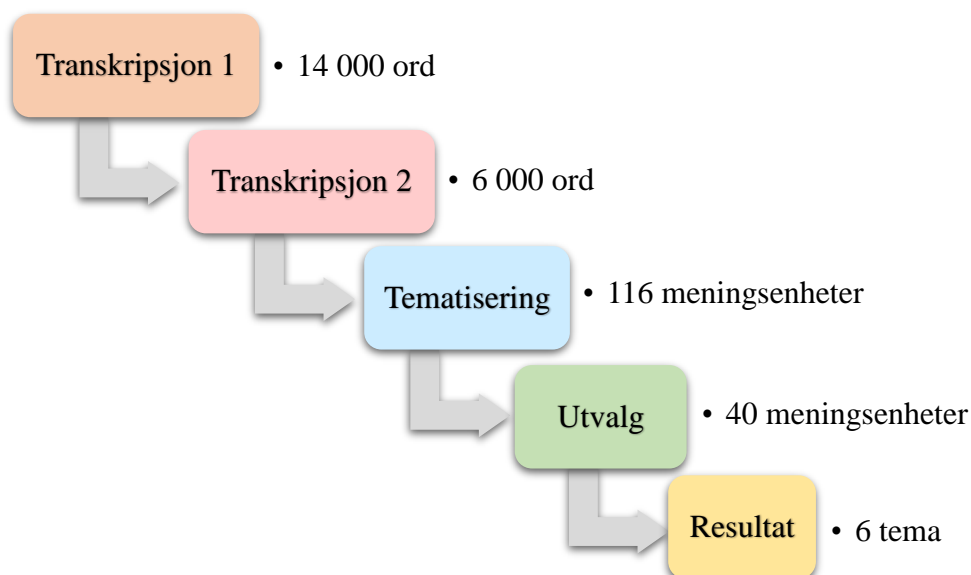 Transkripsjon 1 • 14 000 ord
Transkripsjon 2 • 6 000 ord
Tematisering • 116 meningsenheter
Utvalg • 40 meningsenheter
Resultat • 6 tema